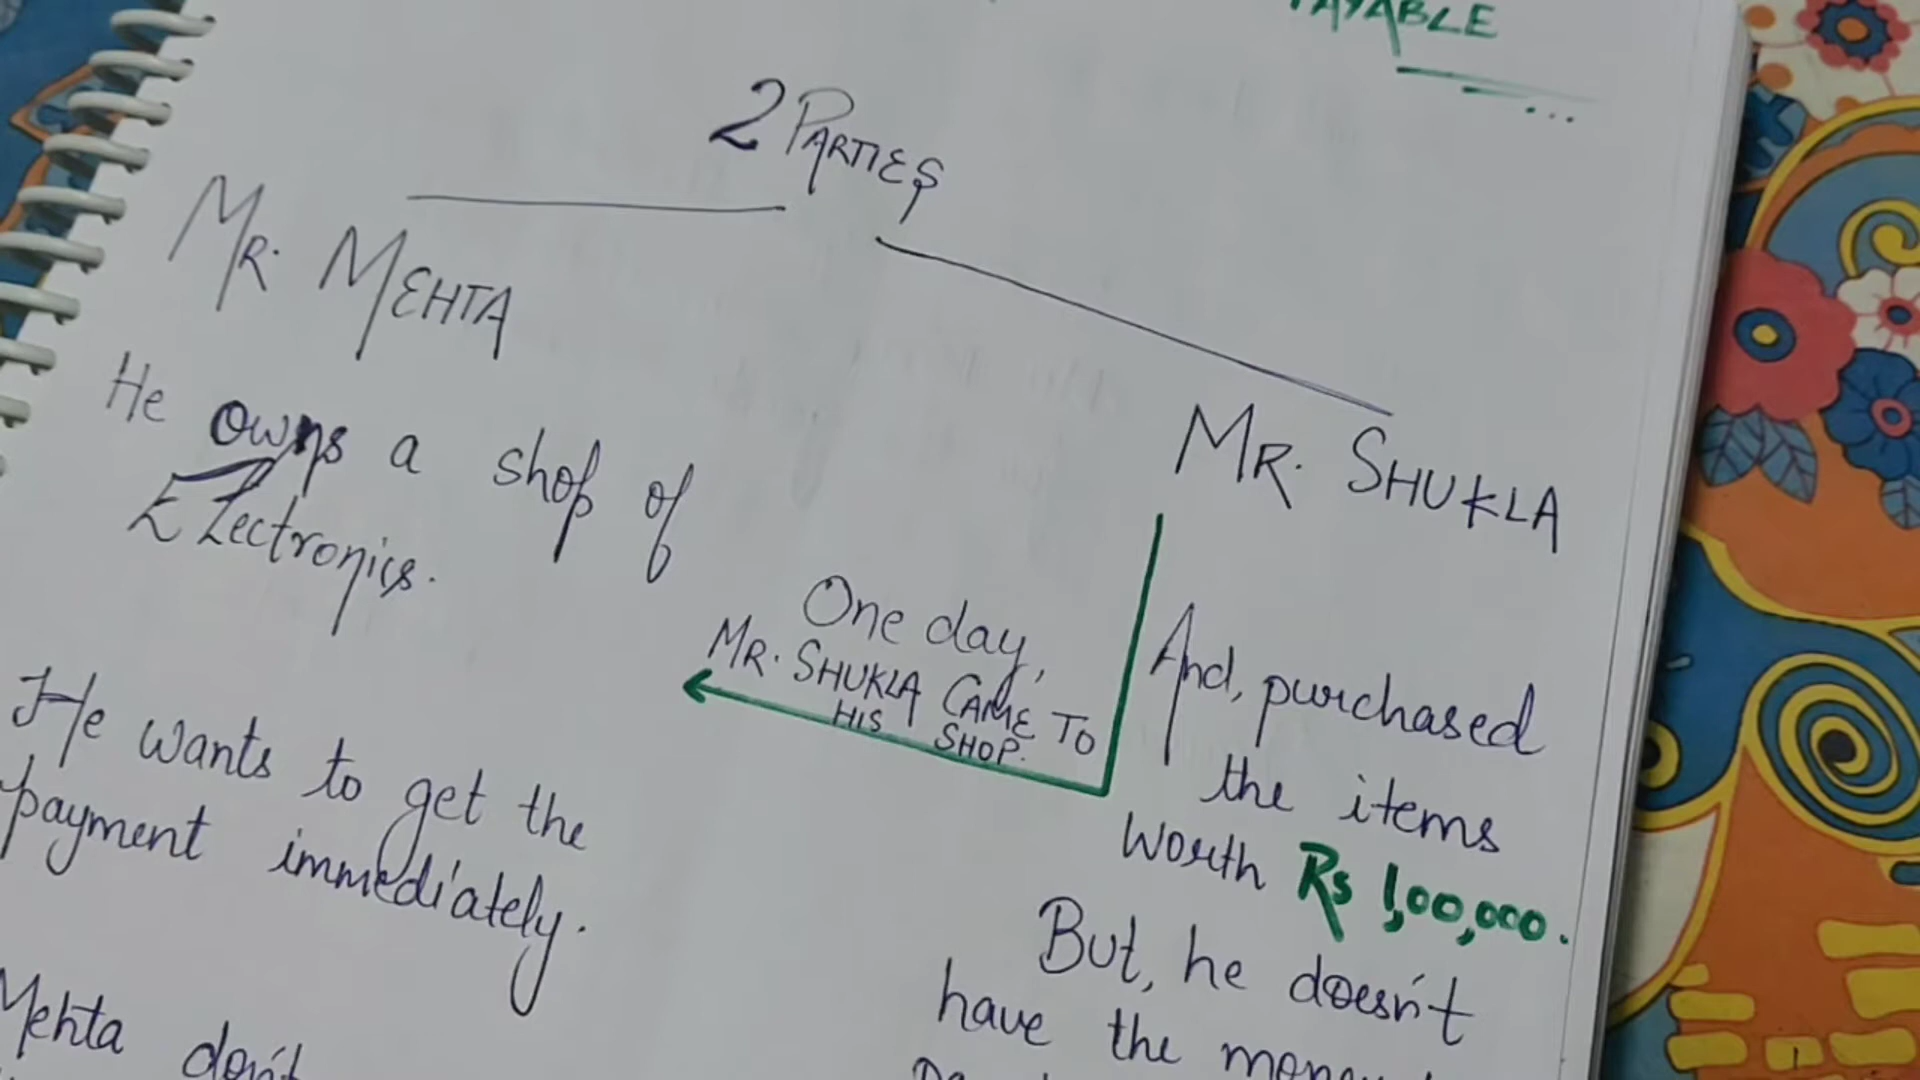 PAYABLE
2 PARTIES
MR. MEHTA
He owns a shop of
Electronics.
He wants to get the
payment immediately.
Mehta don't
MR. SHUKLA
One day,
MR. SHUKLA CAME TO
HIS SHOP.
And, purchased
the items
worth Rs 1,00,000.
But, he doesn't
have the money